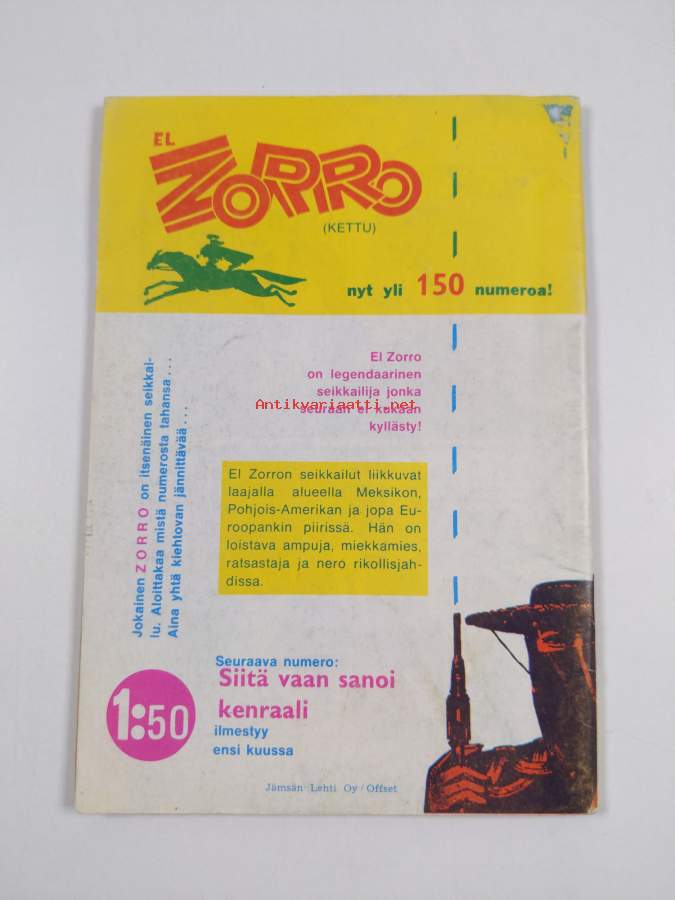 EL
ZORRO
(KETTU)
nyt yli 150 numeroa!
El Zorro
on legendaarinen
seikkailija jonka
Antikvariaatti.net
seuraan ei kukaan
kyllästy!
Jokainen ZORRO on itsenäinen seikkai-
lu. Aloittakaa mistä numerosta tahansa...
Aina yhtä kiehtovan jännittävää...
El Zorron seikkailut liikkuvat
laajalla alueella Meksikon,
Pohjois-Amerikan ja jopa Eu-
roopankin piirissä. Hän on
loistava ampuja, miekkamies,
ratsastaja ja nero rikollisjah-
dissa.
Seuraava numero:
Siitä vaan sanoi
kenraali
ilmestyy
ensi kuussa
1:50
Jämsän Lehti Oy / Offset